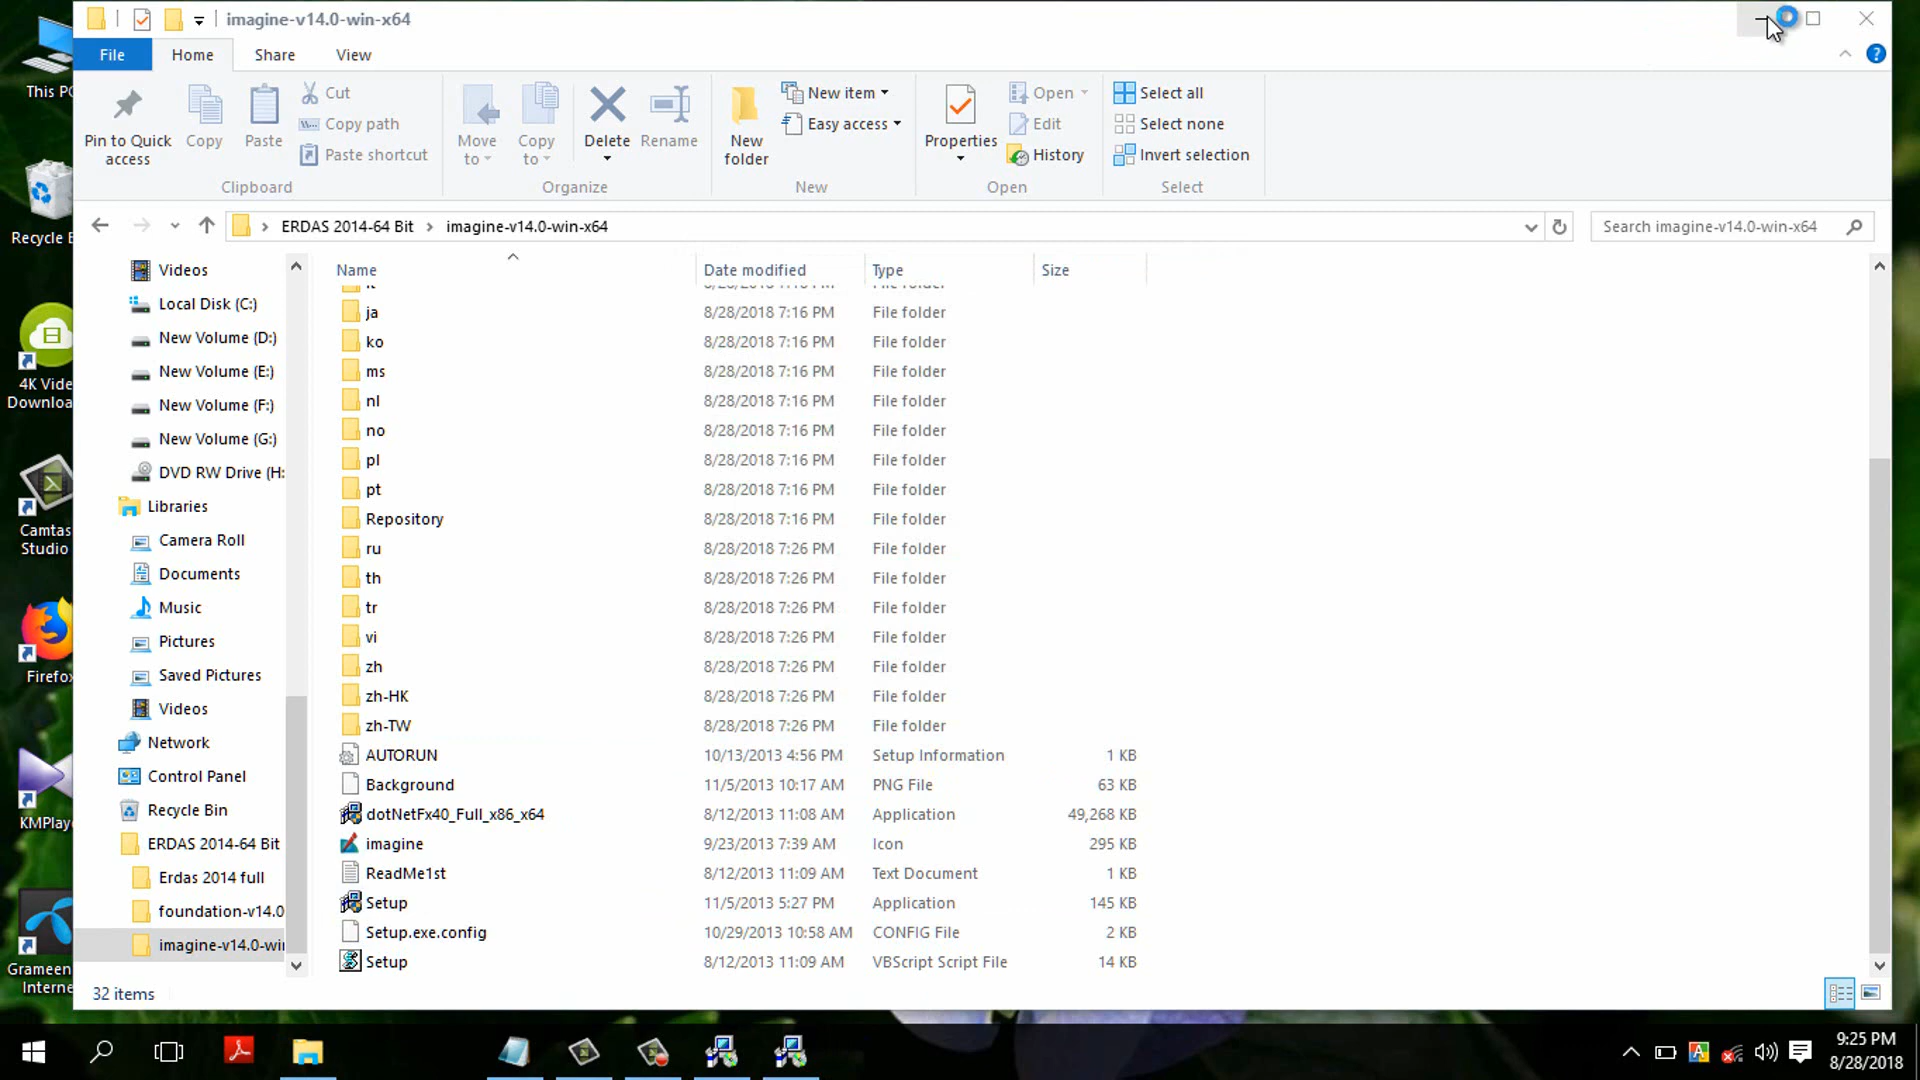 imagine-v14.0-win-x64
File
Home
Share
View
Pin to Quick access
Copy
Paste
Cut
Copy path
Paste shortcut
Clipboard
Move to
Copy to
Delete
Rename
Organize
New folder
New item
Easy access
New
Properties
Open
Edit
History
Open
Select all
Select none
Invert selection
Select
ERDAS 2014-64 Bit
imagine-v14.0-win-x64
Search imagine-v14.0-win-x64
Name
Date modified
Type
Size
ja 8/28/2018 7:16 PM File folder
ko 8/28/2018 7:16 PM File folder
ms 8/28/2018 7:16 PM File folder
nl 8/28/2018 7:16 PM File folder
no 8/28/2018 7:16 PM File folder
pl 8/28/2018 7:16 PM File folder
pt 8/28/2018 7:16 PM File folder
Repository 8/28/2018 7:16 PM File folder
ru 8/28/2018 7:26 PM File folder
th 8/28/2018 7:26 PM File folder
tr 8/28/2018 7:26 PM File folder
vi 8/28/2018 7:26 PM File folder
zh 8/28/2018 7:26 PM File folder
zh-HK 8/28/2018 7:26 PM File folder
zh-TW 8/28/2018 7:26 PM File folder
AUTORUN 10/13/2013 4:56 PM Setup Information 1 KB
Background 11/5/2013 10:17 AM PNG File 63 KB
dotNetFx40_Full_x86_x64 8/12/2013 11:08 AM Application 49,268 KB
imagine 9/23/2013 7:39 AM Icon 295 KB
ReadMe1st 8/12/2013 11:09 AM Text Document 1 KB
Setup 11/5/2013 5:27 PM Application 145 KB
Setup.exe.config 10/29/2013 10:58 AM CONFIG File 2 KB
Setup 8/12/2013 11:09 AM VBScript Script File 14 KB
Videos
Local Disk (C:)
New Volume (D:)
New Volume (E:)
New Volume (F:)
New Volume (G:)
DVD RW Drive (H:
Libraries
Camera Roll
Documents
Music
Pictures
Saved Pictures
Videos
Network
Control Panel
Recycle Bin
ERDAS 2014-64 Bit
Erdas 2014 full
foundation-v14.0
imagine-v14.0-wi
32 items
This PC
Recycle B
4K Vide
Downloa
Camtas
Studio
Firefox
KMPlaye
Grameen
Interne
9:25 PM
8/28/2018